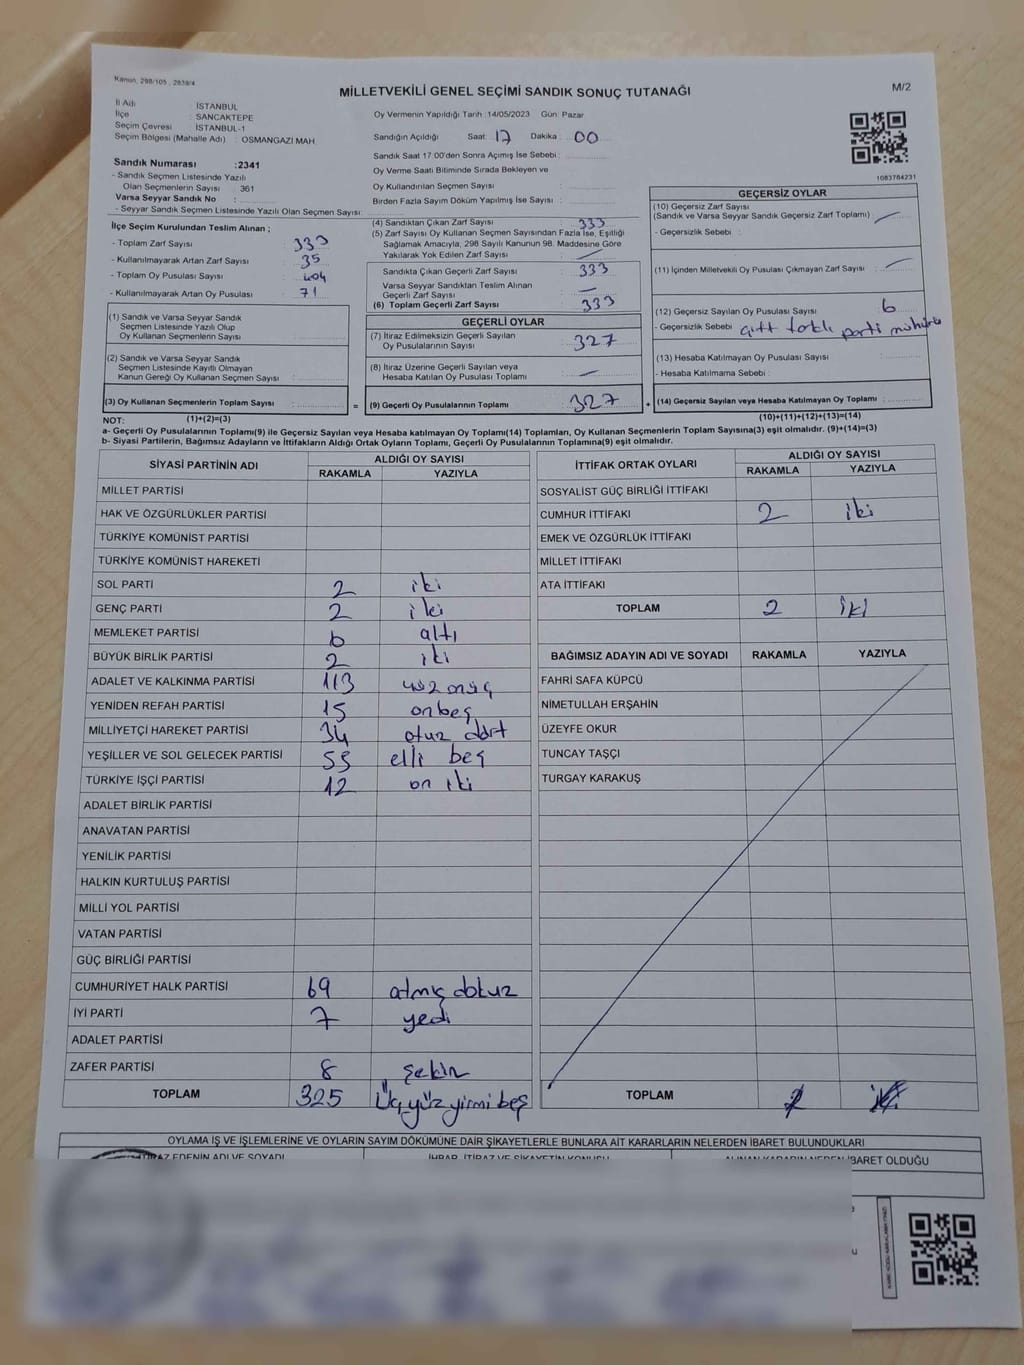 Kanun, 298/105 , 2839/4
MİLLETVEKİLİ GENEL SEÇİMİ SANDIK SONUÇ TUTANAĞI
M/2
İl Adı : İSTANBUL
İlçe : SANCAKTEPE
Seçim Çevresi : İSTANBUL-1
Seçim Bölgesi (Mahalle Adı) : OSMANGAZİ MAH.
Sandık Numarası :2341
- Sandık Seçmen Listesinde Yazılı
Olan Seçmenlerin Sayısı : 361
Varsa Seyyar Sandık No :
- Seyyar Sandık Seçmen Listesinde Yazılı Olan Seçmen Sayısı:
Oy Vermenin Yapıldığı Tarih :14/05/2023 Gün: Pazar
Sandığın Açıldığı Saat: 17 Dakika: 00
Sandık Saat 17:00'den Sonra Açımış İse Sebebi :
Oy Verme Saati Bitiminde Sırada Bekleyen ve
Oy Kullandırılan Seçmen Sayısı :
Birden Fazla Sayım Döküm Yapılmış İse Sayısı :
1083784231
İlçe Seçim Kurulundan Teslim Alınan ;
- Toplam Zarf Sayısı : 333
- Kullanılmayarak Artan Zarf Sayısı : 35
- Toplam Oy Pusulası Sayısı : 404
- Kullanılmayarak Artan Oy Pusulası : 71
(4) Sandıktan Çıkan Zarf Sayısı : 333
(5) Zarf Sayısı Oy Kullanan Seçmen Sayısından Fazla İse, Eşitliği
Sağlamak Amacıyla, 298 Sayılı Kanunun 98. Maddesine Göre
Yakılarak Yok Edilen Zarf Sayısı : —
Sandıkta Çıkan Geçerli Zarf Sayısı : 333
Varsa Seyyar Sandıktan Teslim Alınan
Geçerli Zarf Sayısı : —
(6) Toplam Geçerli Zarf Sayısı : 333
GEÇERSİZ OYLAR
(10) Geçersiz Zarf Sayısı
(Sandık ve Varsa Seyyar Sandık Geçersiz Zarf Toplamı) : —
- Geçersizlik Sebebi :
(11) İçinden Milletvekili Oy Pusulası Çıkmayan Zarf Sayısı : —
(12) Geçersiz Sayılan Oy Pusulası Sayısı : 6
- Geçersizlik Sebebi : çift farklı parti mühürü
(13) Hesaba Katılmayan Oy Pusulası Sayısı :
- Hesaba Katılmama Sebebi :
(14) Geçersiz Sayılan veya Hesaba Katılmayan Oy Toplamı :
(1) Sandık ve Varsa Seyyar Sandık
Seçmen Listesinde Yazılı Olup
Oy Kullanan Seçmenlerin Sayısı :
(2) Sandık ve Varsa Seyyar Sandık
Seçmen Listesinde Kayıtlı Olmayan
Kanun Gereği Oy Kullanan Seçmen Sayısı :
(3) Oy Kullanan Seçmenlerin Toplam Sayısı :
=
GEÇERLİ OYLAR
(7) İtiraz Edilmeksizin Geçerli Sayılan
Oy Pusulalarının Sayısı : 327
(8) İtiraz Üzerine Geçerli Sayılan veya
Hesaba Katılan Oy Pusulası Toplamı : —
(9) Geçerli Oy Pusulalarının Toplamı : 327
+
NOT: (1)+(2)=(3)
(10)+(11)+(12)+(13)=(14)
a- Geçerli Oy Pusulalarının Toplamı(9) ile Geçersiz Sayılan veya Hesaba katılmayan Oy Toplamı(14) Toplamları, Oy Kullanan Seçmenlerin Toplam Sayısına(3) eşit olmalıdır. (9)+(14)=(3)
b- Siyasi Partilerin, Bağımsız Adayların ve İttifakların Aldığı Ortak Oyların Toplamı, Geçerli Oy Pusulalarının Toplamına(9) eşit olmalıdır.
SİYASİ PARTİNİN ADI ALDIĞI OY SAYISI
RAKAMLA YAZIYLA
MİLLET PARTİSİ
HAK VE ÖZGÜRLÜKLER PARTİSİ
TÜRKİYE KOMÜNİST PARTİSİ
TÜRKİYE KOMÜNİST HAREKETİ
SOL PARTİ 2 iki
GENÇ PARTİ 2 iki
MEMLEKET PARTİSİ 6 altı
BÜYÜK BİRLİK PARTİSİ 2 iki
ADALET VE KALKINMA PARTİSİ 113 yüz onüç
YENİDEN REFAH PARTİSİ 15 onbeş
MİLLİYETÇİ HAREKET PARTİSİ 34 otuz dört
YEŞİLLER VE SOL GELECEK PARTİSİ 55 elli beş
TÜRKİYE İŞÇİ PARTİSİ 12 on iki
ADALET BİRLİK PARTİSİ
ANAVATAN PARTİSİ
YENİLİK PARTİSİ
HALKIN KURTULUŞ PARTİSİ
MİLLİ YOL PARTİSİ
VATAN PARTİSİ
GÜÇ BİRLİĞİ PARTİSİ
CUMHURİYET HALK PARTİSİ 69 atmış dokuz
İYİ PARTİ 7 yedi
ADALET PARTİSİ
ZAFER PARTİSİ 8 şekiz
TOPLAM 325 Üçyüz yirmi beş
İTTİFAK ORTAK OYLARI ALDIĞI OY SAYISI
RAKAMLA YAZIYLA
SOSYALİST GÜÇ BİRLİĞİ İTTİFAKI
CUMHUR İTTİFAKI 2 iki
EMEK VE ÖZGÜRLÜK İTTİFAKI
MİLLET İTTİFAKI
ATA İTTİFAKI
TOPLAM 2 İki
BAĞIMSIZ ADAYIN ADI VE SOYADI RAKAMLA YAZIYLA
FAHRİ SAFA KÜPCÜ
NİMETULLAH ERŞAHİN
ÜZEYFE OKUR
TUNCAY TAŞÇI
TURGAY KARAKUŞ
TOPLAM
OYLAMA İŞ VE İŞLEMLERİNE VE OYLARIN SAYIM DÖKÜMÜNE DAİR ŞİKAYETLERLE BUNLARA AİT KARARLARIN NELERDEN İBARET BULUNDUKLARI
İTİRAZ EDENİN ADI VE SOYADI İHBAR, İTİRAZ VE ŞİKAYETİN KONUSU ALINAN KARARIN NEDEN İBARET OLDUĞU